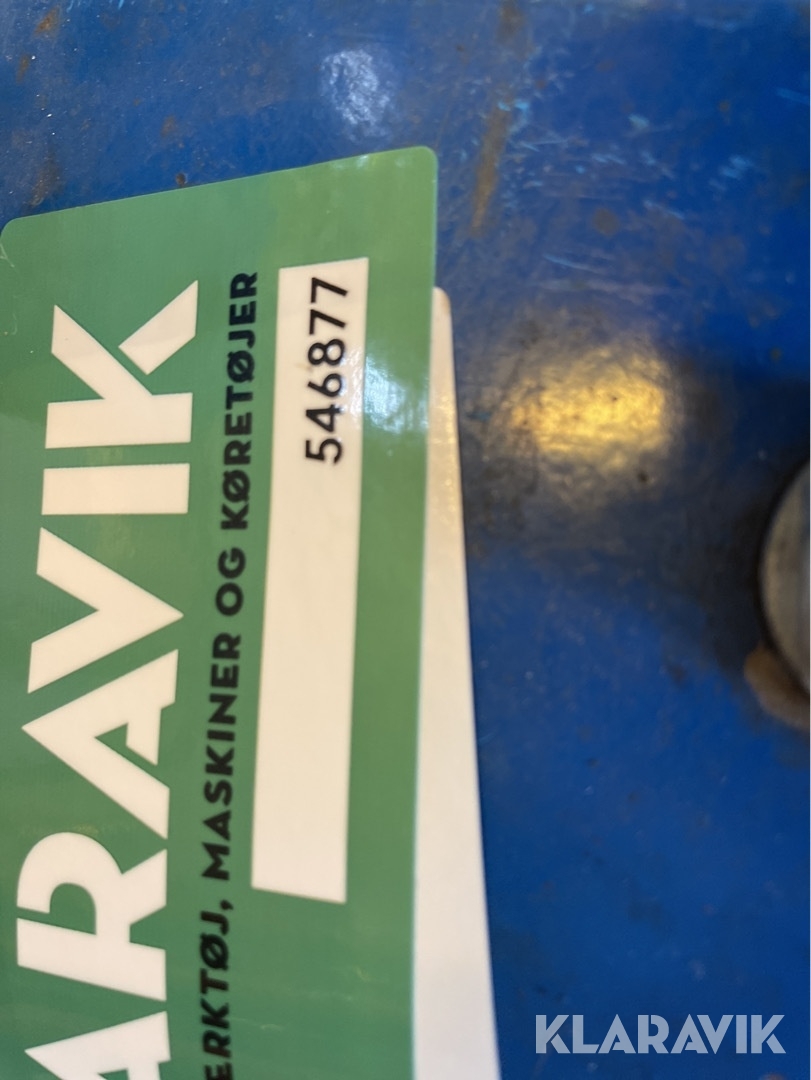 ARAVIK
ERKTØJ, MASKINER OG KØRETØJER
546877
KLARAVIK